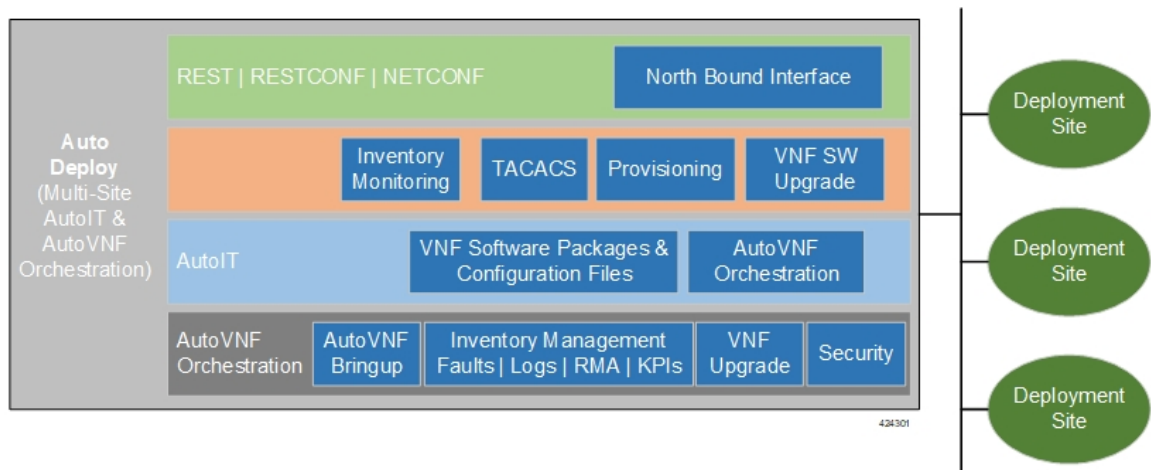 REST | RESTCONF | NETCONF
North Bound Interface
Auto
Deploy
(Multi-Site
AutoIT &
AutoVNF
Orchestration)
Inventory
Monitoring
TACACS
Provisioning
VNF SW
Upgrade
AutoIT
VNF Software Packages &
Configuration Files
AutoVNF
Orchestration
AutoVNF
Orchestration
AutoVNF
Bringup
Inventory Management
Faults | Logs | RMA | KPIs
VNF
Upgrade
Security
Deployment
Site
Deployment
Site
Deployment
Site
424301